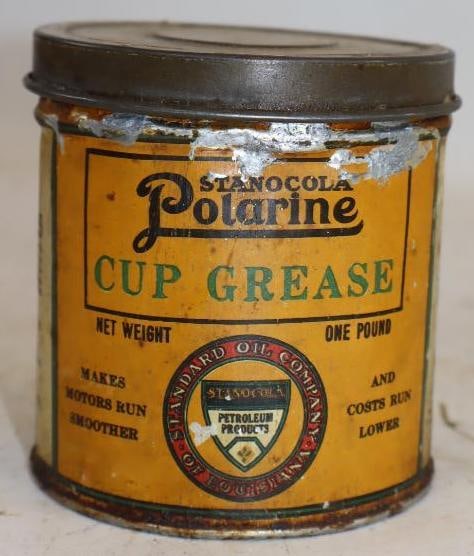 STANOCOLA
Polarine
CUP GREASE
NET WEIGHT ONE POUND
MAKES
MOTORS RUN
SMOOTHER
STANDARD OIL COMPANY
OF LOUISIANA
STANOCOLA
PETROLEUM
PRODUCTS
AND
COSTS RUN
LOWER